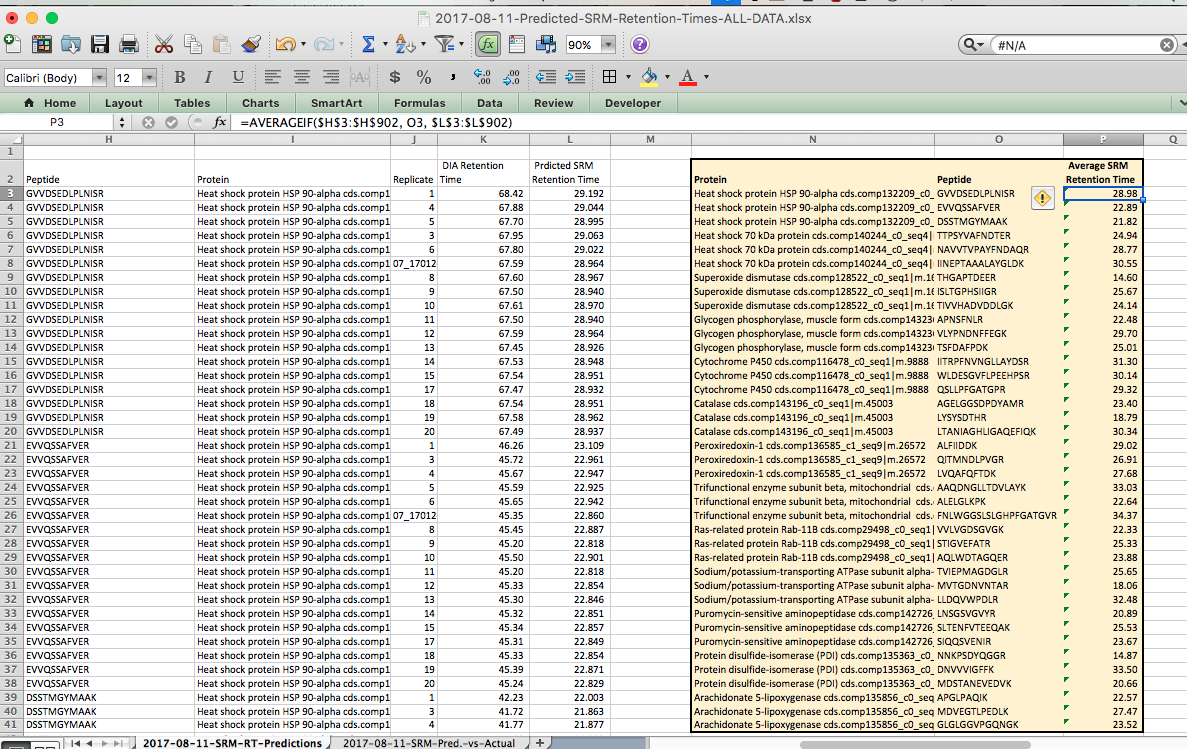 2017-08-11-Predicted-SRM-Retention-Times-ALL-DATA.xlsx
90% #N/A
Calibri (Body) 12 B I U
Home Layout Tables Charts SmartArt Formulas Data Review Developer
P3 fx =AVERAGEIF($H$3:$H$902, O3, $L$3:$L$902)
H I J K L M N O P Q
1
DIA Retention Prdicted SRM Average SRM
2 Peptide Protein Replicate Time Retention Time Protein Peptide Retention Time
3 GVVDSEDLPLNISR Heat shock protein HSP 90-alpha cds.comp1 1 68.42 29.192 Heat shock protein HSP 90-alpha cds.comp132209_c0_ GVVDSEDLPLNISR 28.98
4 GVVDSEDLPLNISR Heat shock protein HSP 90-alpha cds.comp1 4 67.88 29.044 Heat shock protein HSP 90-alpha cds.comp132209_c0_ EVVQSSAFVER 22.89
5 GVVDSEDLPLNISR Heat shock protein HSP 90-alpha cds.comp1 5 67.70 28.995 Heat shock protein HSP 90-alpha cds.comp132209_c0_ DSSTMGYMAAK 21.82
6 GVVDSEDLPLNISR Heat shock protein HSP 90-alpha cds.comp1 3 67.95 29.063 Heat shock 70 kDa protein cds.comp140244_c0_seq4| TTPSYVAFNDTER 24.94
7 GVVDSEDLPLNISR Heat shock protein HSP 90-alpha cds.comp1 6 67.80 29.022 Heat shock 70 kDa protein cds.comp140244_c0_seq4| NAVVTVPAYFNDAQR 28.77
8 GVVDSEDLPLNISR Heat shock protein HSP 90-alpha cds.comp1 07_17012 67.59 28.964 Heat shock 70 kDa protein cds.comp140244_c0_seq4| IINEPTAAALAYGLDK 30.55
9 GVVDSEDLPLNISR Heat shock protein HSP 90-alpha cds.comp1 8 67.60 28.967 Superoxide dismutase cds.comp128522_c0_seq1|m.16 THGAPTDEER 14.60
10 GVVDSEDLPLNISR Heat shock protein HSP 90-alpha cds.comp1 9 67.50 28.940 Superoxide dismutase cds.comp128522_c0_seq1|m.16 ISLTGPHSIIGR 25.67
11 GVVDSEDLPLNISR Heat shock protein HSP 90-alpha cds.comp1 10 67.61 28.970 Superoxide dismutase cds.comp128522_c0_seq1|m.16 TIVVHADVDDLGK 24.14
12 GVVDSEDLPLNISR Heat shock protein HSP 90-alpha cds.comp1 11 67.50 28.940 Glycogen phosphorylase, muscle form cds.comp14323 APNSFNLR 22.48
13 GVVDSEDLPLNISR Heat shock protein HSP 90-alpha cds.comp1 12 67.59 28.964 Glycogen phosphorylase, muscle form cds.comp14323 VLYPNDNFFEGK 29.70
14 GVVDSEDLPLNISR Heat shock protein HSP 90-alpha cds.comp1 13 67.45 28.926 Glycogen phosphorylase, muscle form cds.comp14323 TSFDAFPDK 25.01
15 GVVDSEDLPLNISR Heat shock protein HSP 90-alpha cds.comp1 14 67.53 28.948 Cytochrome P450 cds.comp116478_c0_seq1|m.9888 IITRPFNVNGLLAYDSR 31.30
16 GVVDSEDLPLNISR Heat shock protein HSP 90-alpha cds.comp1 15 67.54 28.951 Cytochrome P450 cds.comp116478_c0_seq1|m.9888 WLDESGVFLPEEHPSR 30.14
17 GVVDSEDLPLNISR Heat shock protein HSP 90-alpha cds.comp1 17 67.47 28.932 Cytochrome P450 cds.comp116478_c0_seq1|m.9888 QSLLPFGATGPR 29.32
18 GVVDSEDLPLNISR Heat shock protein HSP 90-alpha cds.comp1 18 67.54 28.951 Catalase cds.comp143196_c0_seq1|m.45003 AGELGGSDPDYAMR 23.40
19 GVVDSEDLPLNISR Heat shock protein HSP 90-alpha cds.comp1 19 67.58 28.962 Catalase cds.comp143196_c0_seq1|m.45003 LYSYSDTHR 18.79
20 GVVDSEDLPLNISR Heat shock protein HSP 90-alpha cds.comp1 20 67.49 28.937 Catalase cds.comp143196_c0_seq1|m.45003 LTANIAGHLIGAQEFIQK 30.34
21 EVVQSSAFVER Heat shock protein HSP 90-alpha cds.comp1 1 46.26 23.109 Peroxiredoxin-1 cds.comp136585_c1_seq9|m.26572 ALFIIDDK 29.02
22 EVVQSSAFVER Heat shock protein HSP 90-alpha cds.comp1 3 45.72 22.961 Peroxiredoxin-1 cds.comp136585_c1_seq9|m.26572 QITMNDLPVGR 26.91
23 EVVQSSAFVER Heat shock protein HSP 90-alpha cds.comp1 4 45.67 22.947 Peroxiredoxin-1 cds.comp136585_c1_seq9|m.26572 LVQAFQFTDK 27.68
24 EVVQSSAFVER Heat shock protein HSP 90-alpha cds.comp1 5 45.59 22.925 Trifunctional enzyme subunit beta, mitochondrial cds. AAQDNGLLTDVLAYK 33.03
25 EVVQSSAFVER Heat shock protein HSP 90-alpha cds.comp1 6 45.65 22.942 Trifunctional enzyme subunit beta, mitochondrial cds. ALELGLKPK 22.64
26 EVVQSSAFVER Heat shock protein HSP 90-alpha cds.comp1 07_17012 45.35 22.860 Trifunctional enzyme subunit beta, mitochondrial cds. FNLWGGSLSLGHPFGATGVR 34.37
27 EVVQSSAFVER Heat shock protein HSP 90-alpha cds.comp1 8 45.45 22.887 Ras-related protein Rab-11B cds.comp29498_c0_seq1| VVLVGDSGVGK 22.33
28 EVVQSSAFVER Heat shock protein HSP 90-alpha cds.comp1 9 45.20 22.818 Ras-related protein Rab-11B cds.comp29498_c0_seq1| STIGVEFATR 25.33
29 EVVQSSAFVER Heat shock protein HSP 90-alpha cds.comp1 10 45.50 22.901 Ras-related protein Rab-11B cds.comp29498_c0_seq1| AQLWDTAGQER 23.88
30 EVVQSSAFVER Heat shock protein HSP 90-alpha cds.comp1 11 45.20 22.818 Sodium/potassium-transporting ATPase subunit alpha- TVIEPMAGDGLR 25.65
31 EVVQSSAFVER Heat shock protein HSP 90-alpha cds.comp1 12 45.33 22.854 Sodium/potassium-transporting ATPase subunit alpha- MVTGDNVNTAR 18.06
32 EVVQSSAFVER Heat shock protein HSP 90-alpha cds.comp1 13 45.30 22.846 Sodium/potassium-transporting ATPase subunit alpha- LLDQVWPDLR 32.48
33 EVVQSSAFVER Heat shock protein HSP 90-alpha cds.comp1 14 45.32 22.851 Puromycin-sensitive aminopeptidase cds.comp142726_ LNSGSVGVYR 20.89
34 EVVQSSAFVER Heat shock protein HSP 90-alpha cds.comp1 15 45.34 22.857 Puromycin-sensitive aminopeptidase cds.comp142726_ SLTENFVTEEQAK 25.53
35 EVVQSSAFVER Heat shock protein HSP 90-alpha cds.comp1 17 45.31 22.849 Puromycin-sensitive aminopeptidase cds.comp142726_ SIQQSVENIR 23.67
36 EVVQSSAFVER Heat shock protein HSP 90-alpha cds.comp1 18 45.33 22.854 Protein disulfide-isomerase (PDI) cds.comp135363_c0_ NNKPSDYQGGR 14.87
37 EVVQSSAFVER Heat shock protein HSP 90-alpha cds.comp1 19 45.39 22.871 Protein disulfide-isomerase (PDI) cds.comp135363_c0_ DNVVVIGFFK 33.50
38 EVVQSSAFVER Heat shock protein HSP 90-alpha cds.comp1 20 45.24 22.829 Protein disulfide-isomerase (PDI) cds.comp135363_c0_ MDSTANEVEDVK 20.66
39 DSSTMGYMAAK Heat shock protein HSP 90-alpha cds.comp1 1 42.23 22.003 Arachidonate 5-lipoxygenase cds.comp135856_c0_seq APGLPAQIK 22.57
40 DSSTMGYMAAK Heat shock protein HSP 90-alpha cds.comp1 3 41.72 21.863 Arachidonate 5-lipoxygenase cds.comp135856_c0_seq MDVEGTLPEDLK 27.47
41 DSSTMGYMAAK Heat shock protein HSP 90-alpha cds.comp1 4 41.77 21.877 Arachidonate 5-lipoxygenase cds.comp135856_c0_seq GLGLGGVPGQNGK 23.52
2017-08-11-SRM-RT-Predictions 2017-08-11-SRM-Pred.-vs-Actual +